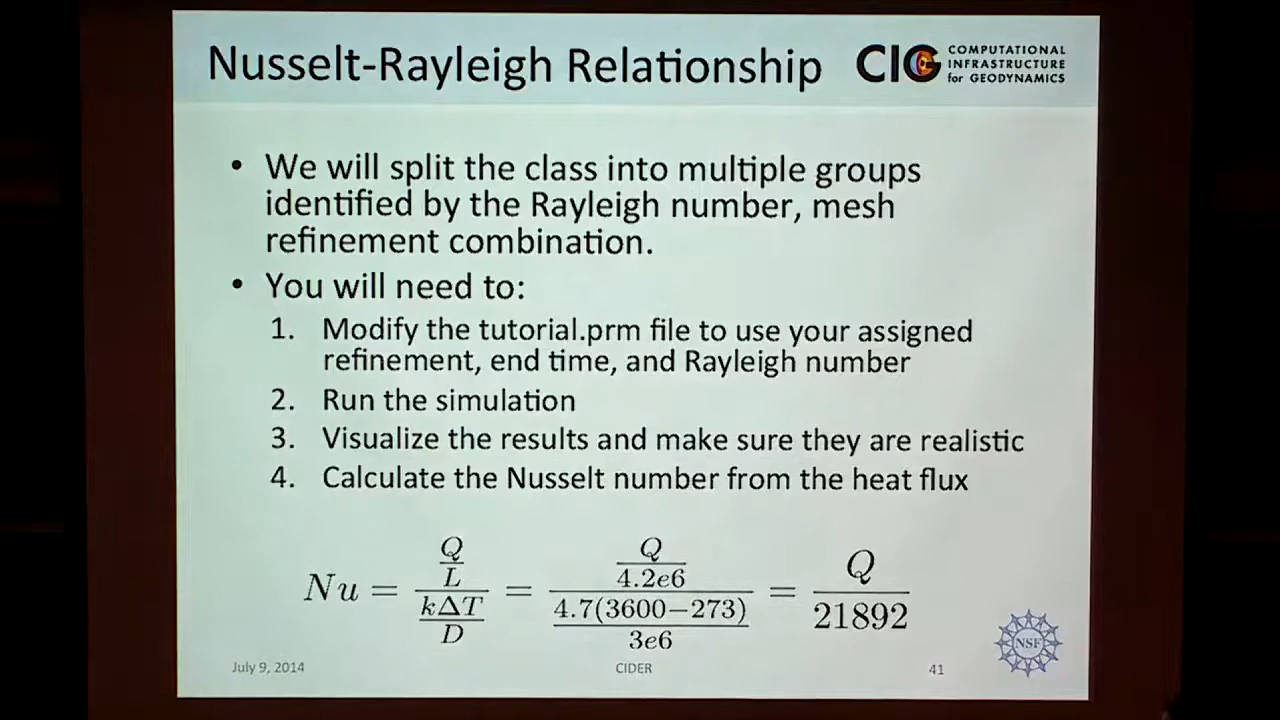 Nusselt-Rayleigh Relationship
CIG COMPUTATIONAL
INFRASTRUCTURE
for GEODYNAMICS
• We will split the class into multiple groups
identified by the Rayleigh number, mesh
refinement combination.
• You will need to:
1. Modify the tutorial.prm file to use your assigned
refinement, end time, and Rayleigh number
2. Run the simulation
3. Visualize the results and make sure they are realistic
4. Calculate the Nusselt number from the heat flux
Nu = (Q/L)/(kΔT/D) = (Q/4.2e6)/(4.7(3600−273)/3e6) = Q/21892
NSF
July 9, 2014
CIDER
41